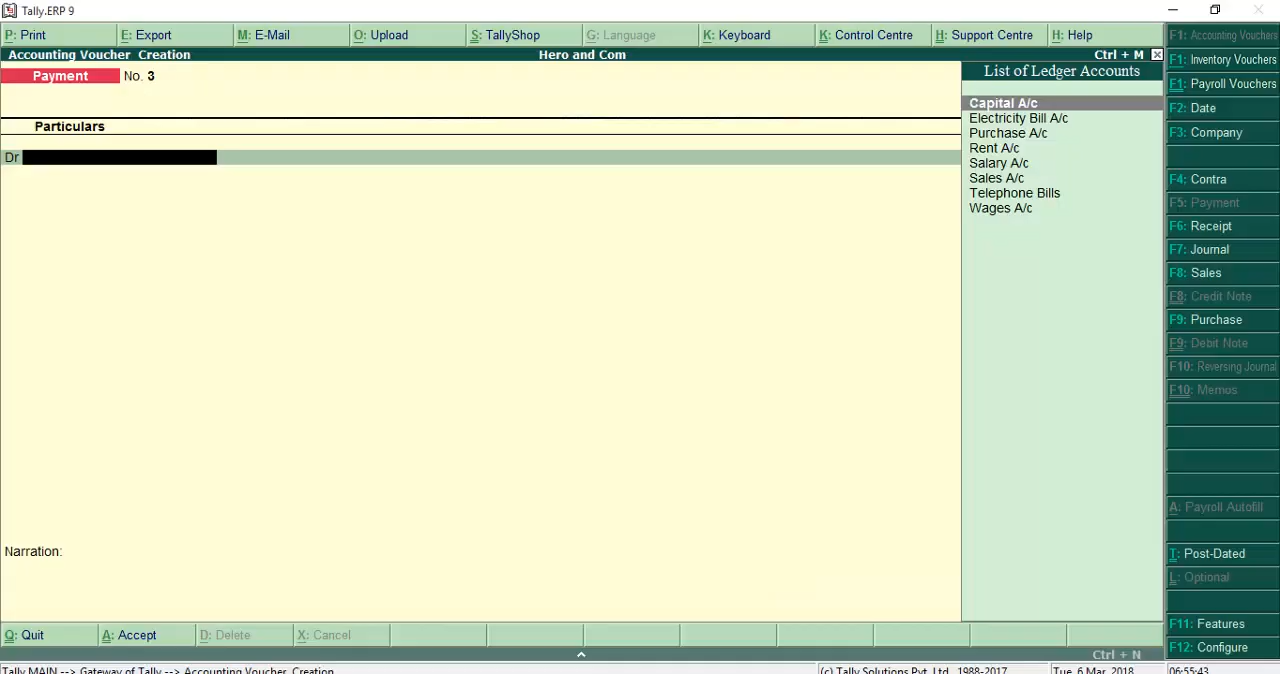 Tally.ERP 9
P: Print E: Export M: E-Mail O: Upload S: TallyShop G: Language K: Keyboard K: Control Centre H: Support Centre H: Help
F1: Accounting Vouchers
Accounting Voucher Creation Hero and Com Ctrl + M
F1: Inventory Vouchers
Payment No. 3
List of Ledger Accounts
F1: Payroll Vouchers
Capital A/c
F2: Date
Electricity Bill A/c
Particulars
Purchase A/c
F3: Company
Rent A/c
Dr
Salary A/c
Sales A/c
F4: Contra
Telephone Bills
F5: Payment
Wages A/c
F6: Receipt
F7: Journal
F8: Sales
F8: Credit Note
F9: Purchase
F9: Debit Note
F10: Reversing Journal
F10: Memos
A: Payroll Autofill
Narration:
T: Post-Dated
L: Optional
F11: Features
Q: Quit A: Accept D: Delete X: Cancel
F12: Configure
Ctrl + N
Tally MAIN --> Gateway of Tally --> Accounting Voucher Creation (c) Tally Solutions Pvt. Ltd., 1988-2017 Tue, 6 Mar, 2018 06:55:43